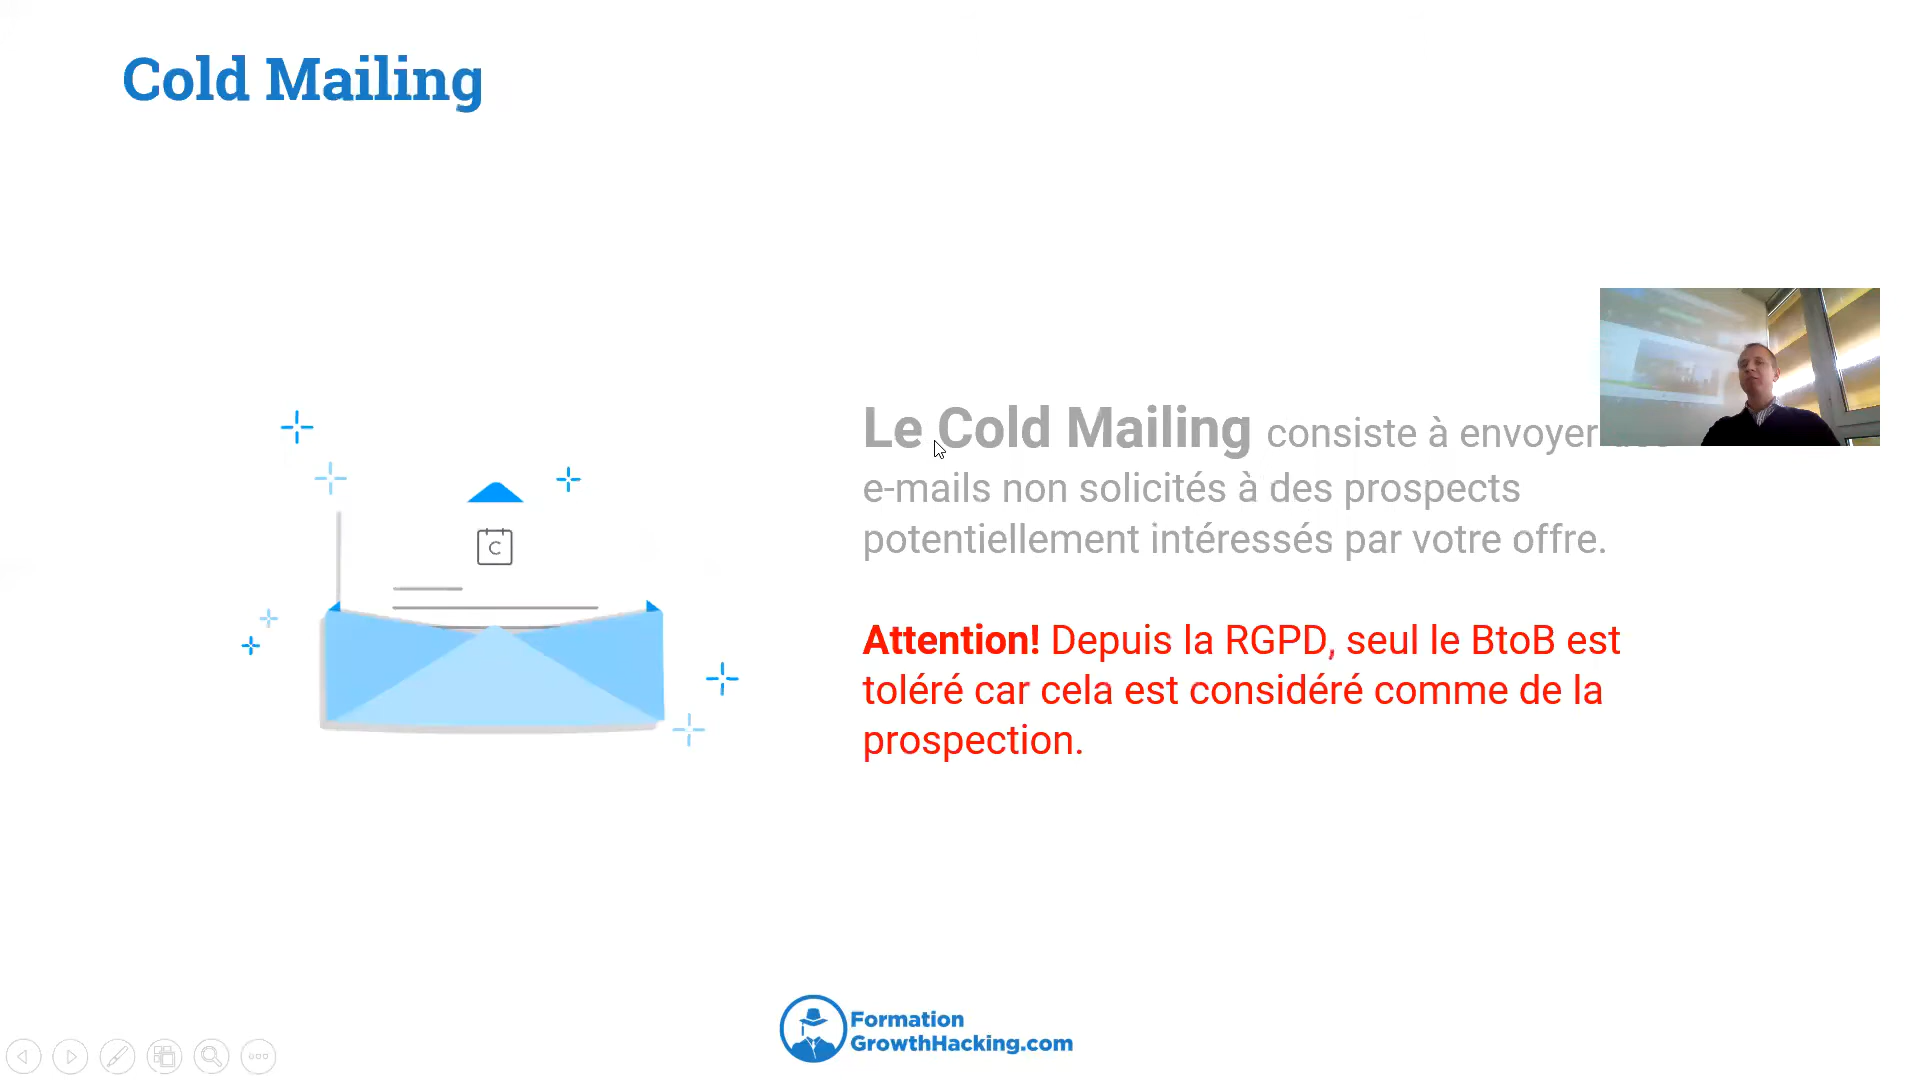 Cold Mailing
Le Cold Mailing consiste à envoyer
e-mails non solicités à des prospects
potentiellement intéressés par votre offre.
Attention! Depuis la RGPD, seul le BtoB est
toléré car cela est considéré comme de la
prospection.
C
Formation
GrowthHacking.com